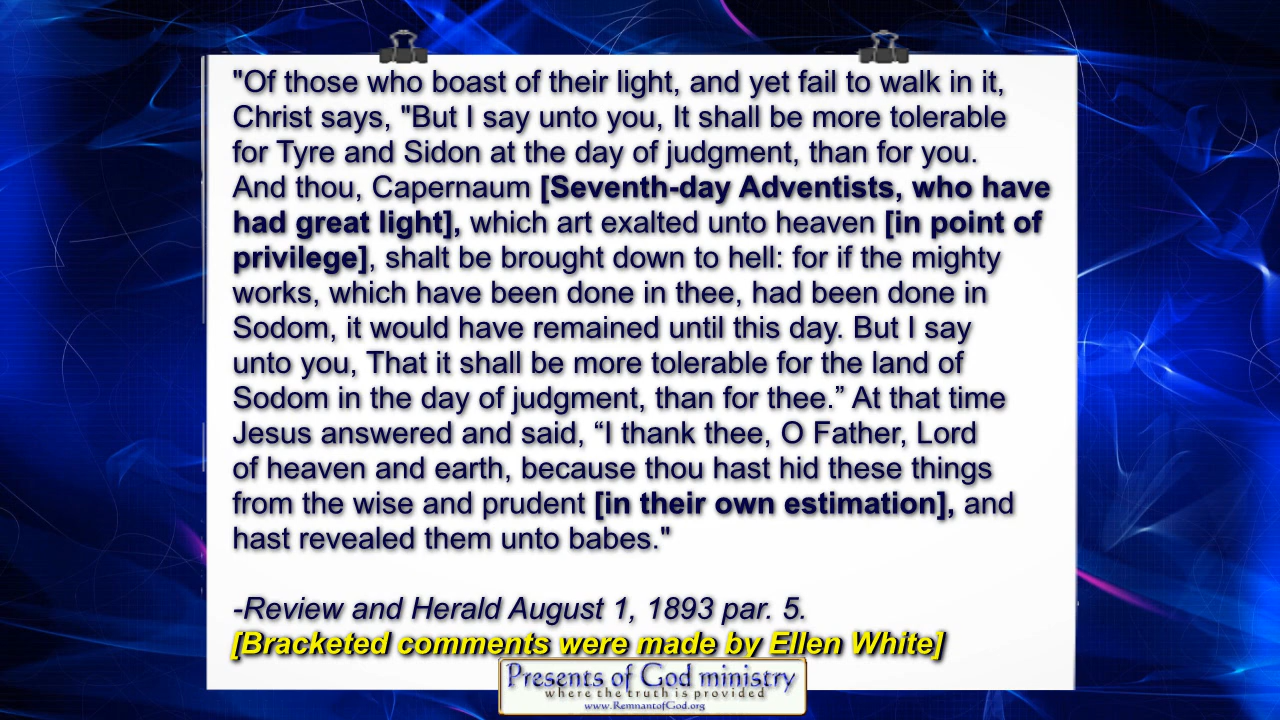 "Of those who boast of their light, and yet fail to walk in it,
Christ says, "But I say unto you, It shall be more tolerable
for Tyre and Sidon at the day of judgment, than for you.
And thou, Capernaum [Seventh-day Adventists, who have
had great light], which art exalted unto heaven [in point of
privilege], shalt be brought down to hell: for if the mighty
works, which have been done in thee, had been done in
Sodom, it would have remained until this day. But I say
unto you, That it shall be more tolerable for the land of
Sodom in the day of judgment, than for thee.” At that time
Jesus answered and said, “I thank thee, O Father, Lord
of heaven and earth, because thou hast hid these things
from the wise and prudent [in their own estimation], and
hast revealed them unto babes."
-Review and Herald August 1, 1893 par. 5.
[Bracketed comments were made by Ellen White]
Presents of God ministry
where the truth is provided
www.RemnantofGod.org